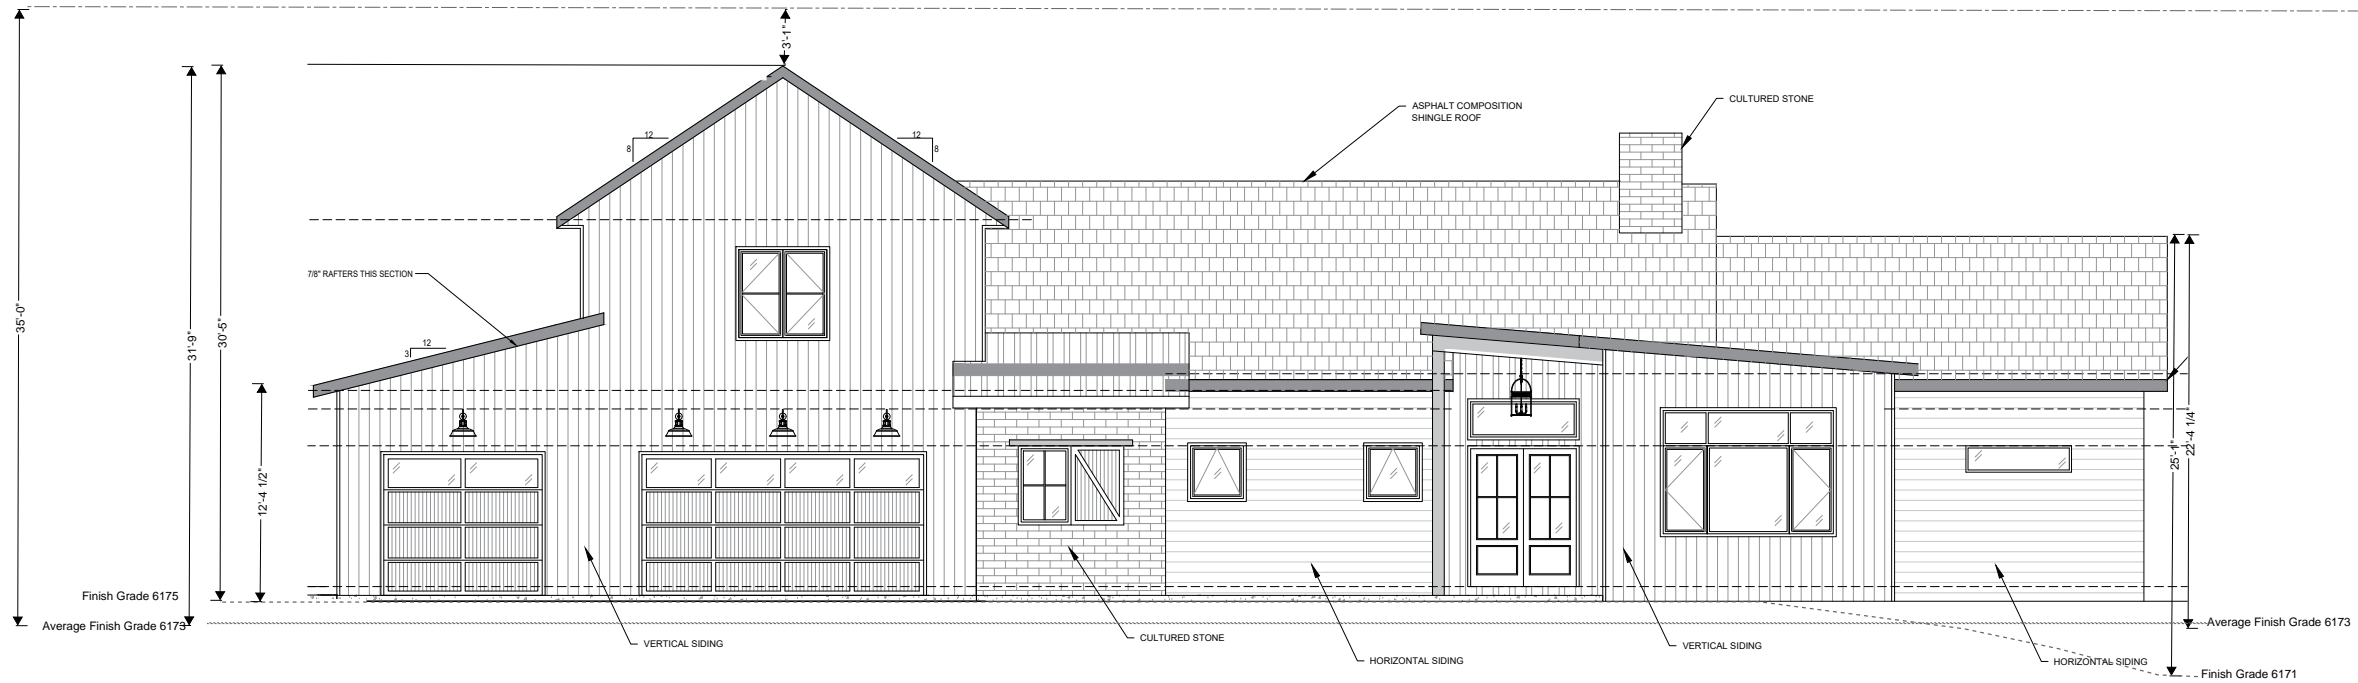 3'-1"
CULTURED STONE
ASPHALT COMPOSITION
SHINGLE ROOF
12
8
12
8
7/8" RAFTERS THIS SECTION
12
3
35'-0"
31'-9"
30'-5"
12'-4 1/2"
25'-1"
22'-4 1/4"
Finish Grade 6175
Average Finish Grade 6173
Average Finish Grade 6173
VERTICAL SIDING
CULTURED STONE
HORIZONTAL SIDING
VERTICAL SIDING
HORIZONTAL SIDING
Finish Grade 6171